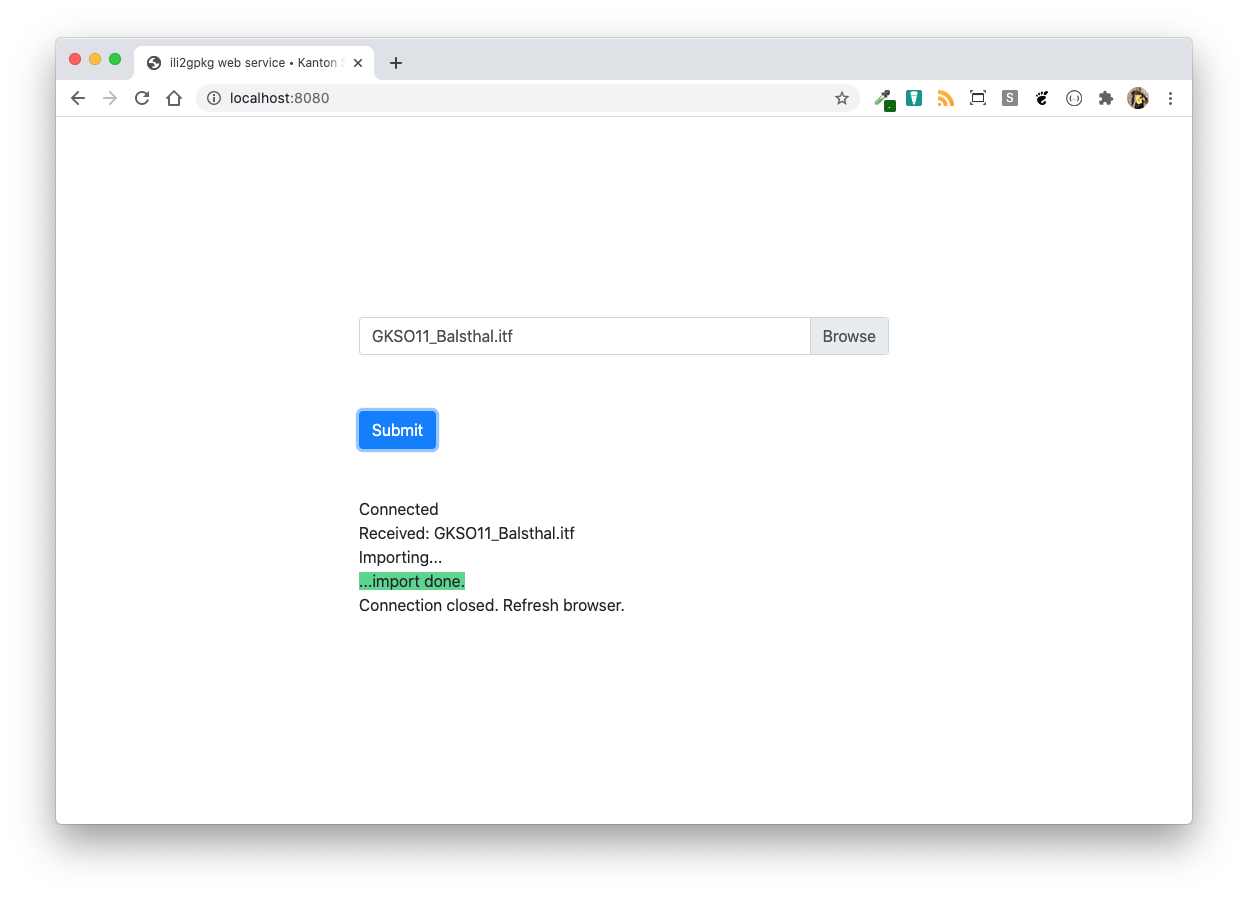 ili2gpkg web service • Kanton S
localhost:8080
S
GKSO11_Balsthal.itf
Browse
Submit
Connected
Received: GKSO11_Balsthal.itf
Importing...
...import done.
Connection closed. Refresh browser.